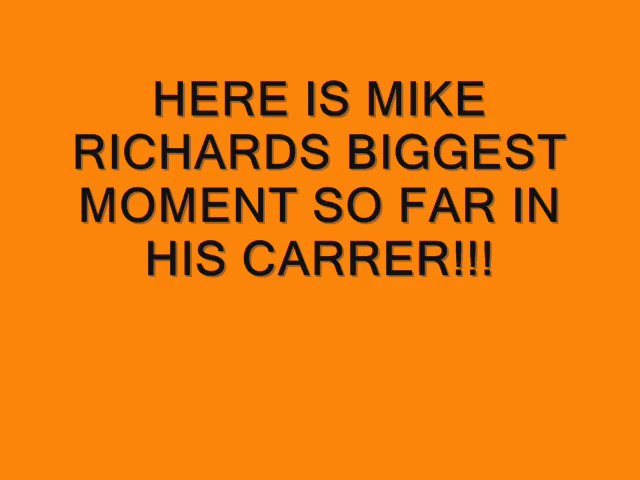 HERE IS MIKE
RICHARDS BIGGEST
MOMENT SO FAR IN
HIS CARRER!!!